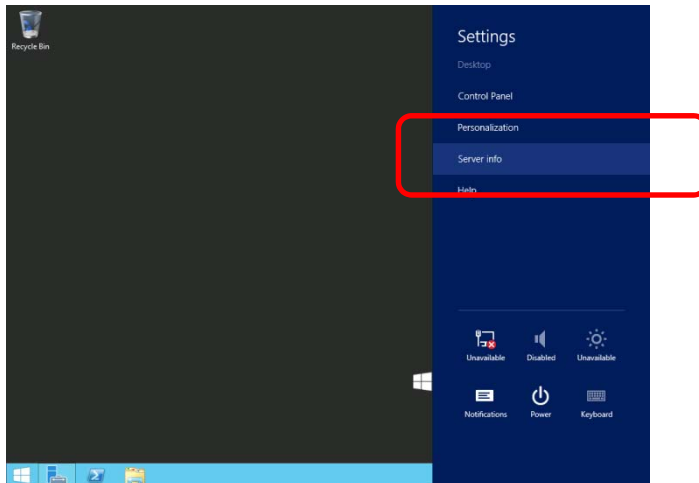 Recycle Bin
Settings
Desktop
Control Panel
Personalization
Server info
Help
Unavailable
Disabled
Unavailable
Notifications
Power
Keyboard